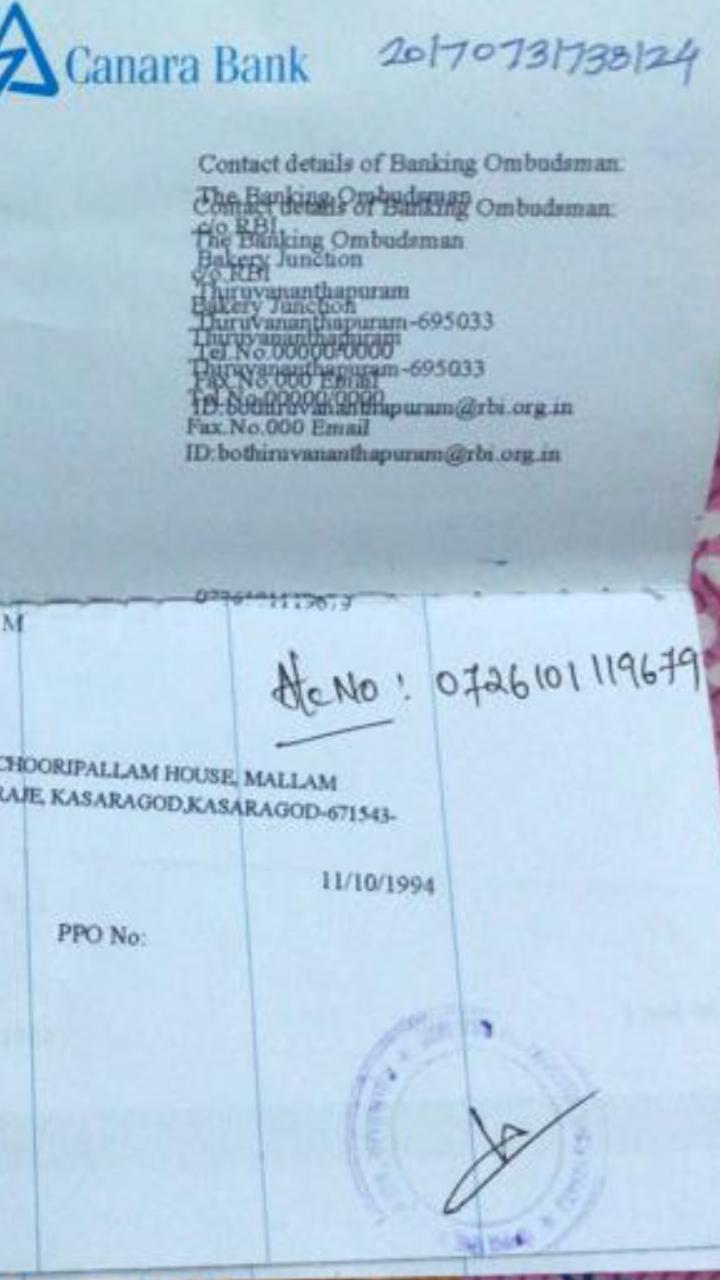 Canara Bank
20170731738124
Contact details of Banking Ombudsman:
The Banking Ombudsman
Contact details of Banking Ombudsman:
c/o RBI
The Banking Ombudsman
Bakery Junction
c/o RBI
Thiruvananthapuram
Bakery Junction
Thiruvananthapuram-695033
Thiruvananthapuram
Tel.No.00000/0000
Thiruvananthapuram-695033
Fax.No.000 Email
Tel.No.00000/0000
ID:bothiruvananthapuram@rbi.org.in
Fax.No.000 Email
ID:bothiruvananthapuram@rbi.org.in
M
A/c No : 0726101119679
CHOORIPALLAM HOUSE, MALLAM
RAJE, KASARAGOD,KASARAGOD-671543-
11/10/1994
PPO No: